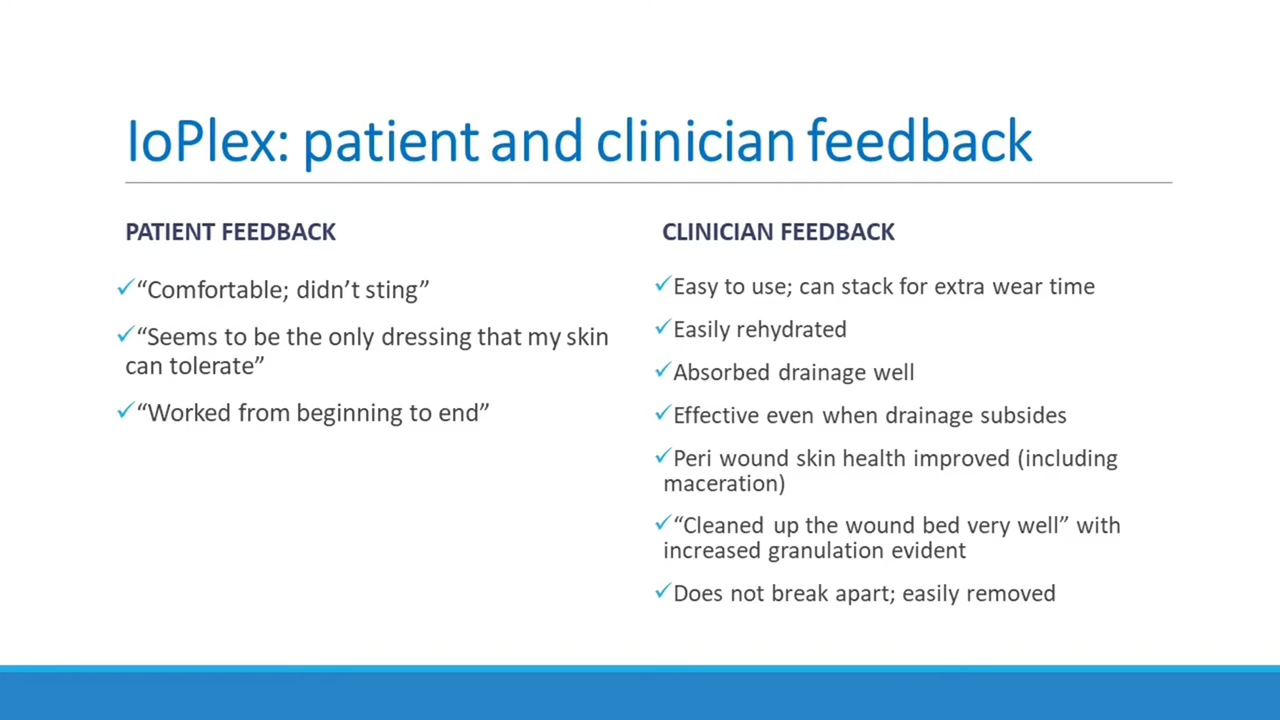 IoPlex: patient and clinician feedback
PATIENT FEEDBACK
✓“Comfortable; didn’t sting”
✓“Seems to be the only dressing that my skin
can tolerate”
✓“Worked from beginning to end”
CLINICIAN FEEDBACK
✓Easy to use; can stack for extra wear time
✓Easily rehydrated
✓Absorbed drainage well
✓Effective even when drainage subsides
✓Peri wound skin health improved (including
maceration)
✓“Cleaned up the wound bed very well” with
increased granulation evident
✓Does not break apart; easily removed